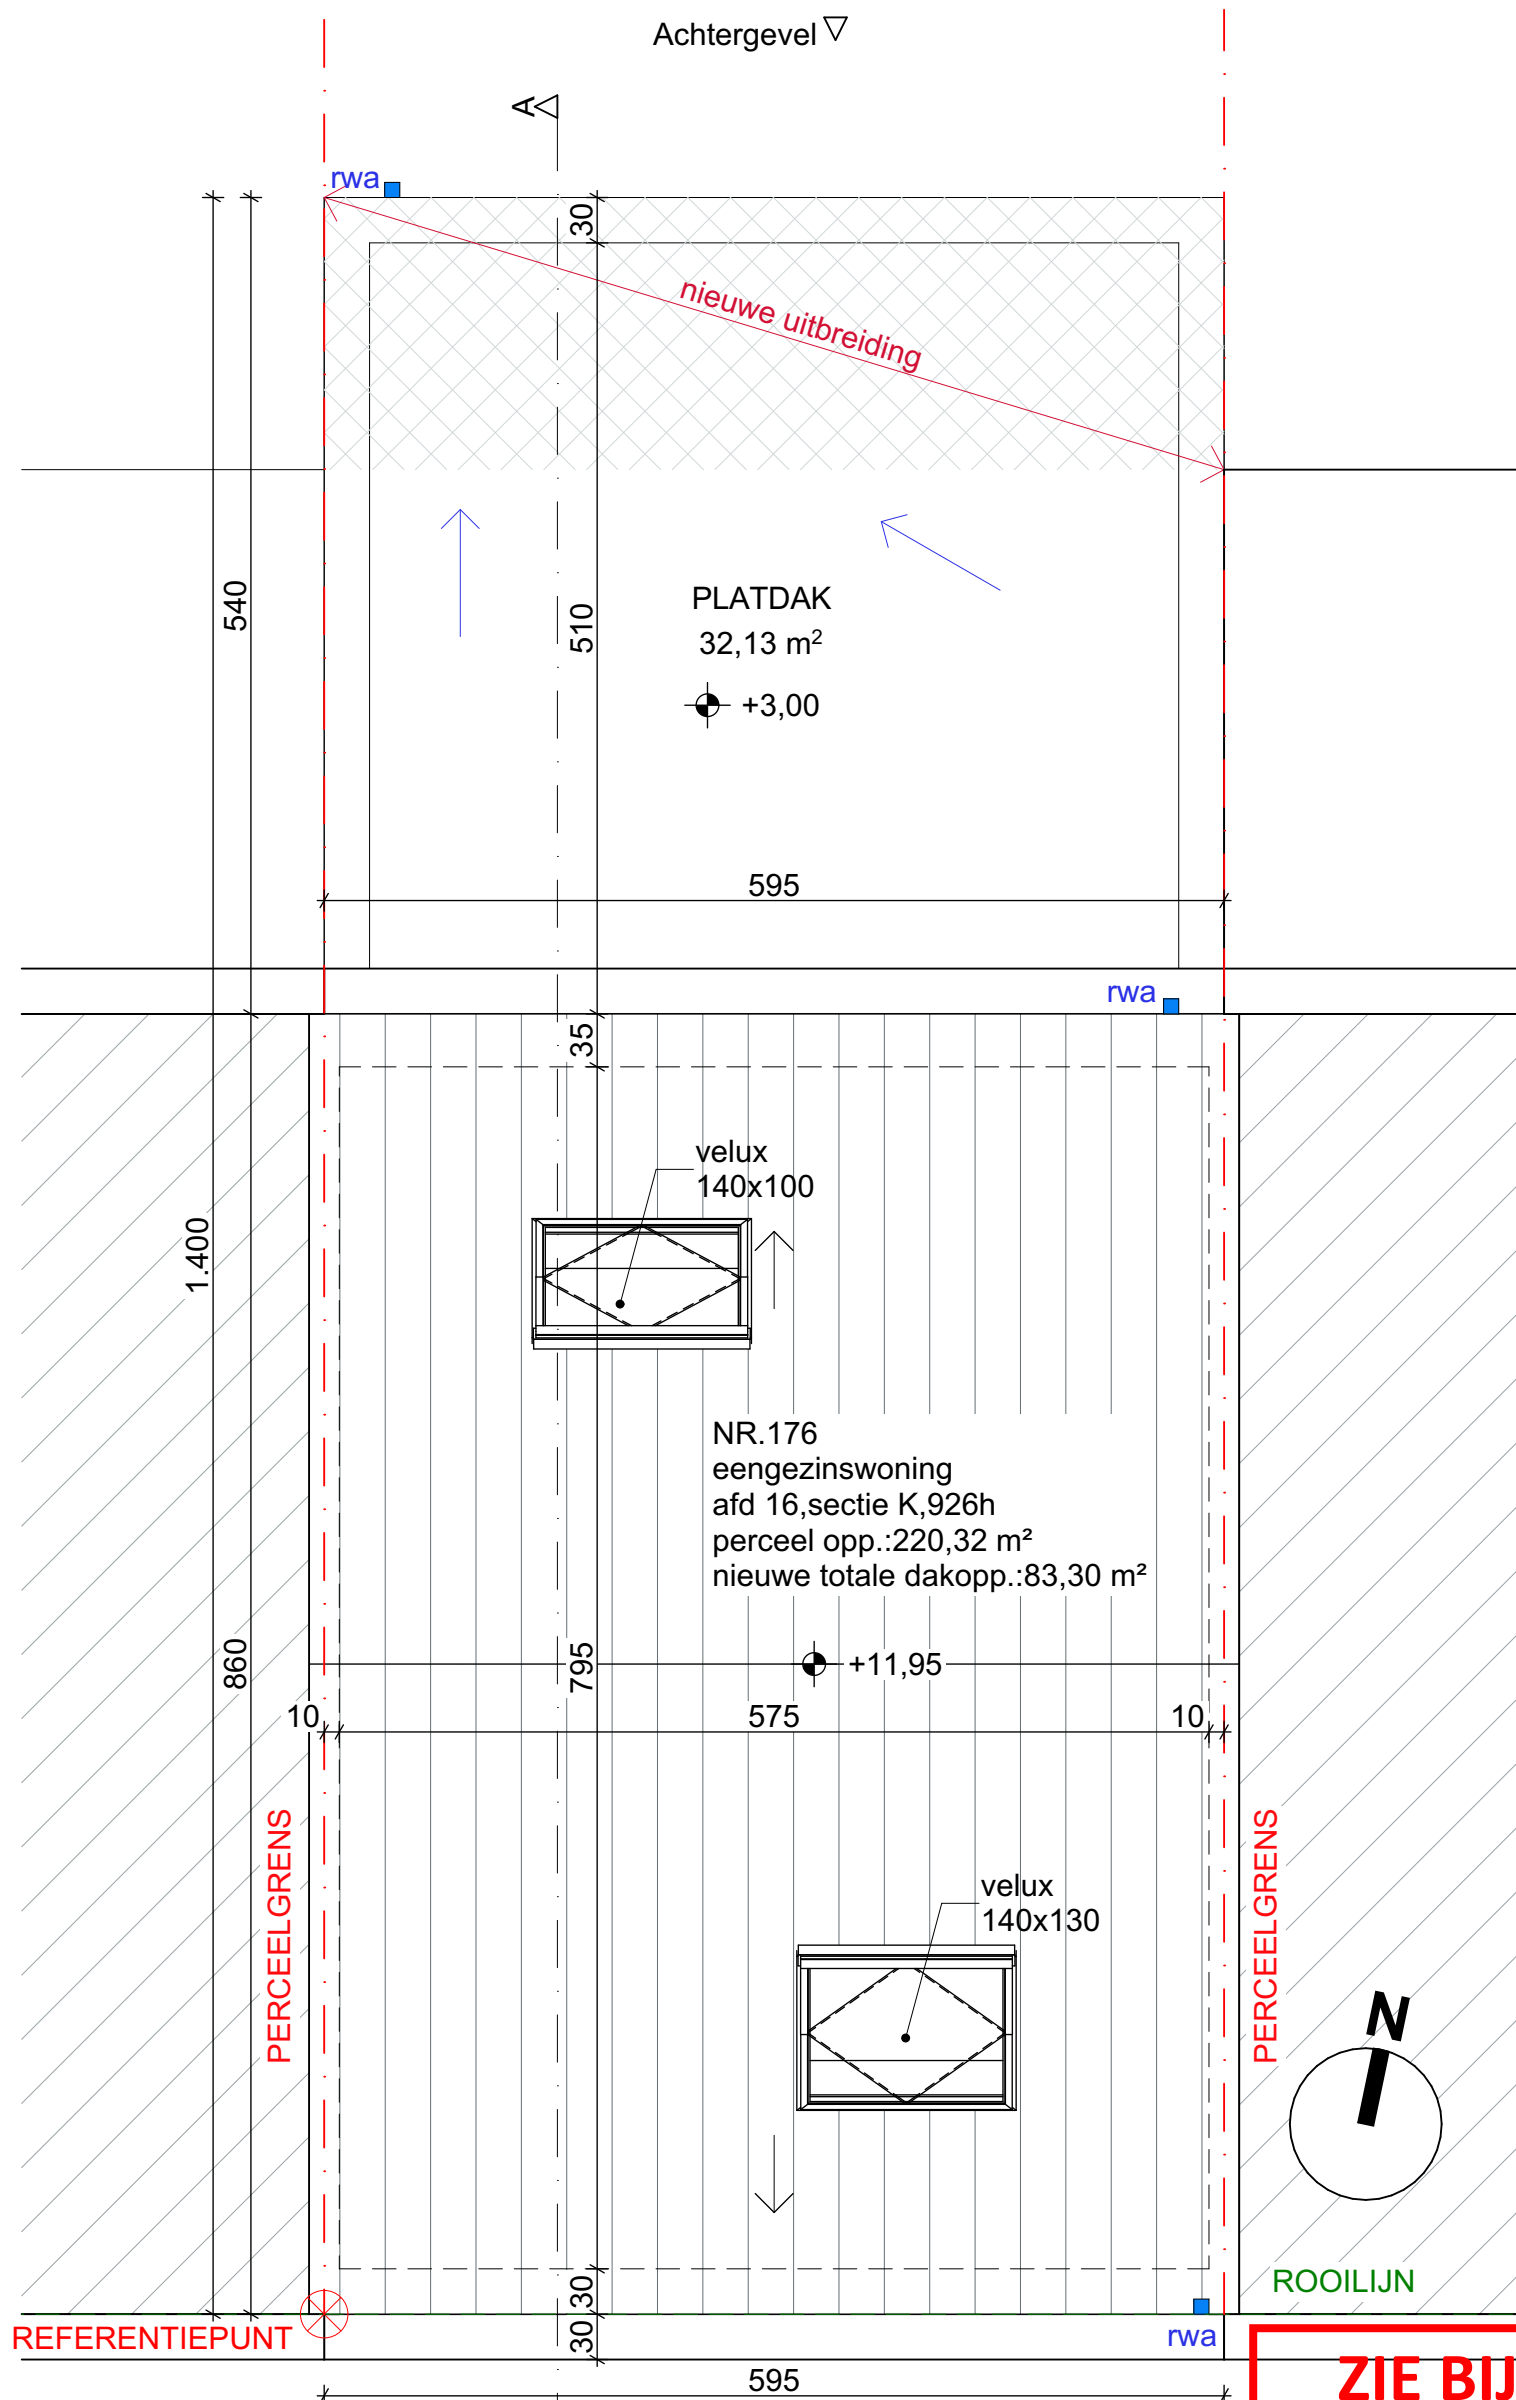 Achtergevel
A
rwa
30
nieuwe uitbreiding
540
510
PLATDAK
32,13 m²
+3,00
595
rwa
35
velux
140x100
1.400
NR.176
eengezinswoning
afd 16,sectie K,926h
perceel opp.:220,32 m²
nieuwe totale dakopp.:83,30 m²
860
795
+11,95
10
575
10
PERCEELGRENS
PERCEELGRENS
velux
140x130
N
ROOILIJN
30
REFERENTIEPUNT
30
rwa
ZIE BIJ
595